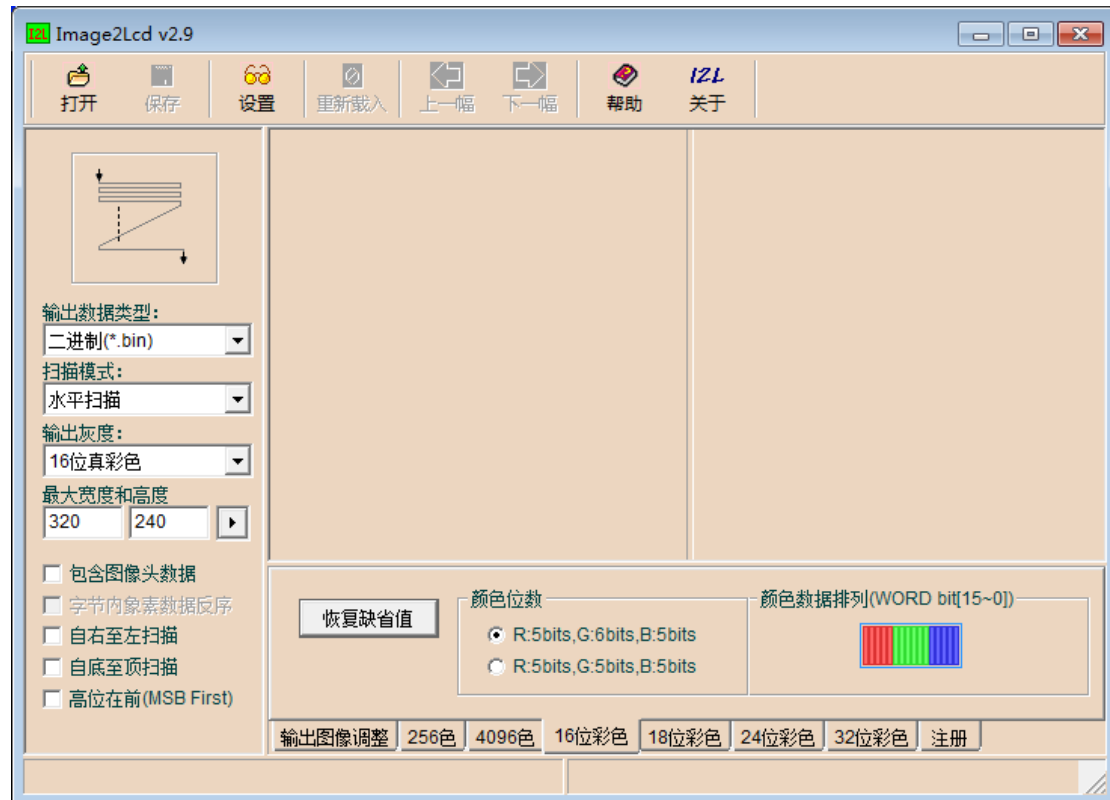 I2L Image2Lcd v2.9
打开 保存 设置 重新载入 上一幅 下一幅 帮助 I2L 关于
输出数据类型:
二进制(*.bin)
扫描模式:
水平扫描
输出灰度:
16位真彩色
最大宽度和高度
320 240
包含图像头数据
字节内象素数据反序
自右至左扫描
自底至顶扫描
高位在前(MSB First)
恢复缺省值
颜色位数
R:5bits,G:6bits,B:5bits
R:5bits,G:5bits,B:5bits
颜色数据排列(WORD bit[15~0])
输出图像调整 256色 4096色 16位彩色 18位彩色 24位彩色 32位彩色 注册